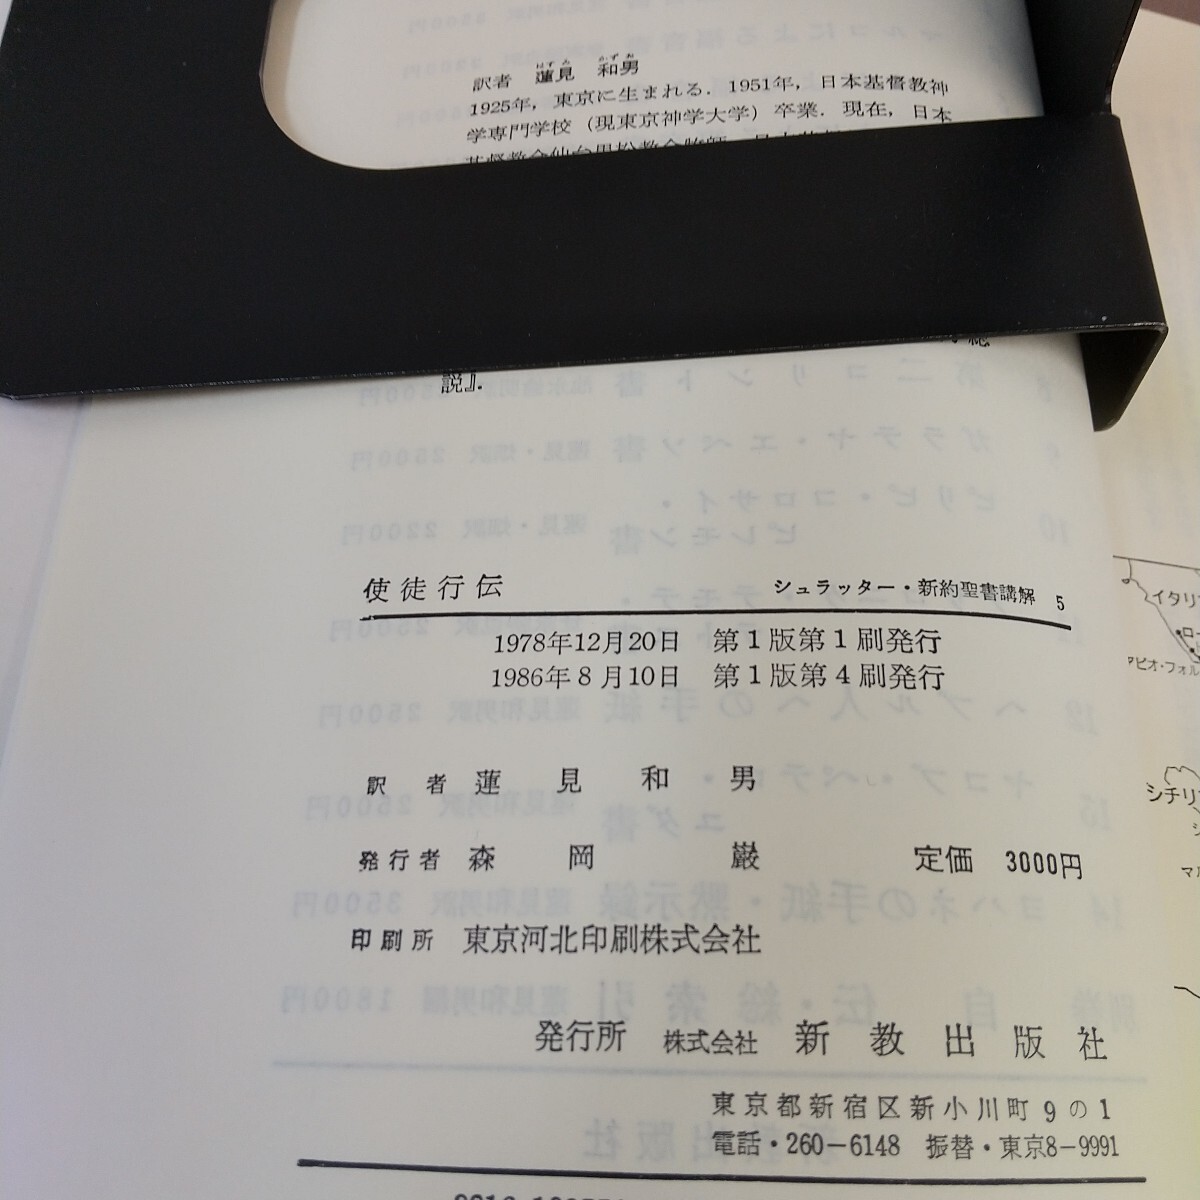 訳者 蓮見 和男
はすみ かずお
1925年，東京に生まれる．1951年，日本基督教神
学専門学校（現東京神学大学）卒業．現在，日本
説』．
使徒行伝 シュラッター・新約聖書講解 5
1978年12月20日 第1版第1刷発行
1986年8月10日 第1版第4刷発行
訳者 蓮見和男
発行者 森岡巌 定価 3000円
印刷所 東京河北印刷株式会社
発行所 株式会社 新教出版社
東京都新宿区新小川町9の1
電話・260-6148 振替・東京8-9991
イタリ
アピオ・フォル
シチリ